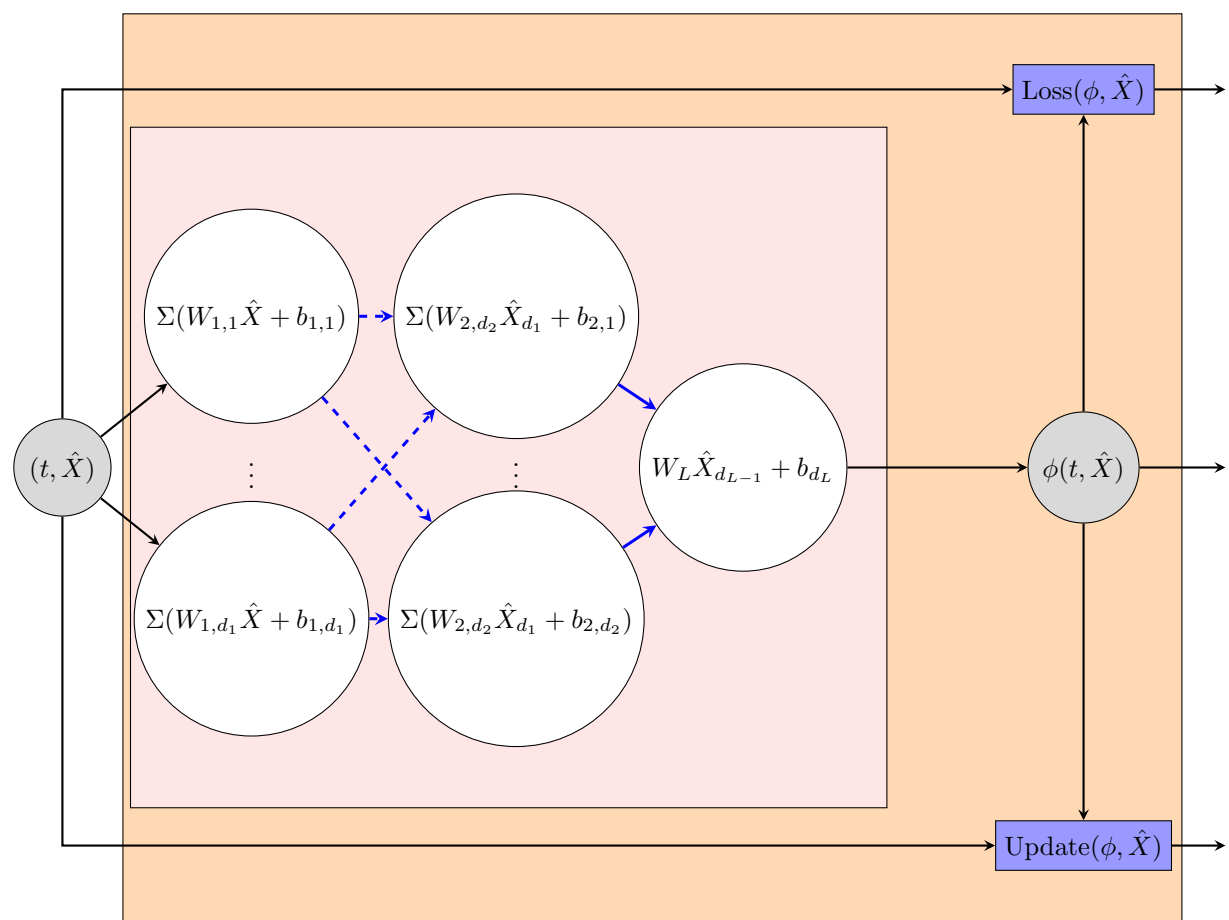 Loss(ϕ, X̂)
Σ(W_{1,1}X̂ + b_{1,1})
Σ(W_{2,d_2}X̂_{d_1} + b_{2,1})
(t, X̂)
⋮
⋮
W_L X̂_{d_{L−1}} + b_{d_L}
ϕ(t, X̂)
Σ(W_{1,d_1}X̂ + b_{1,d_1})
Σ(W_{2,d_2}X̂_{d_1} + b_{2,d_2})
Update(ϕ, X̂)